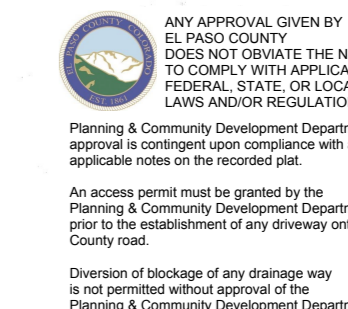 EL PASO COUNTY COLORADO
EST. 1861
ANY APPROVAL GIVEN BY
EL PASO COUNTY
DOES NOT OBVIATE THE N
TO COMPLY WITH APPLICA
FEDERAL, STATE, OR LOCA
LAWS AND/OR REGULATIO
Planning & Community Development Departm
approval is contingent upon compliance with
applicable notes on the recorded plat.
An access permit must be granted by the
Planning & Community Development Departm
prior to the establishment of any driveway ont
County road.
Diversion of blockage of any drainage way
is not permitted without approval of the
Planning & Community Development Departm